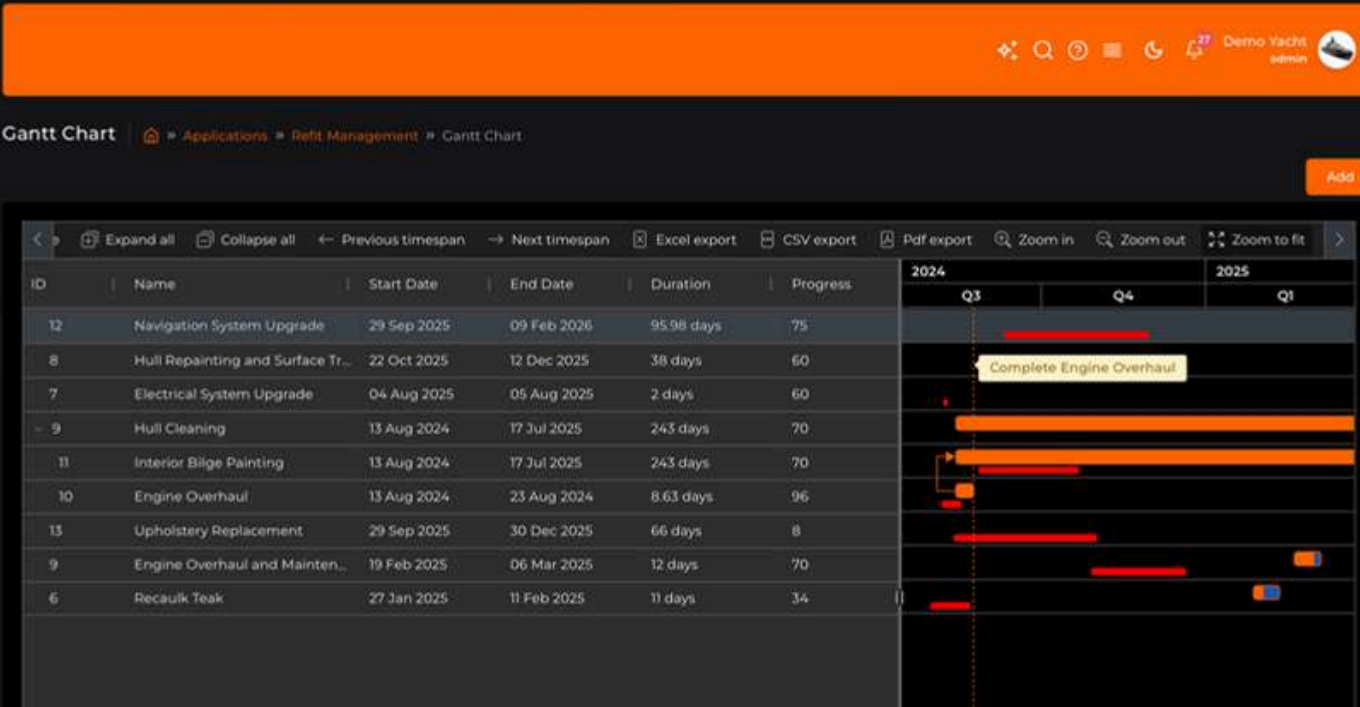 27
Demo Yacht
admin
Gantt Chart
» Applications » Refit Management » Gantt Chart
Add
Expand all Collapse all Previous timespan Next timespan Excel export CSV export Pdf export Zoom in Zoom out Zoom to fit
ID Name Start Date End Date Duration Progress
2024 2025
Q3 Q4 Q1
12 Navigation System Upgrade 29 Sep 2025 09 Feb 2026 95.98 days 75
8 Hull Repainting and Surface Tr... 22 Oct 2025 12 Dec 2025 38 days 60
Complete Engine Overhaul
7 Electrical System Upgrade 04 Aug 2025 05 Aug 2025 2 days 60
9 Hull Cleaning 13 Aug 2024 17 Jul 2025 243 days 70
11 Interior Bilge Painting 13 Aug 2024 17 Jul 2025 243 days 70
10 Engine Overhaul 13 Aug 2024 23 Aug 2024 8.63 days 96
13 Upholstery Replacement 29 Sep 2025 30 Dec 2025 66 days 8
9 Engine Overhaul and Mainten... 19 Feb 2025 06 Mar 2025 12 days 70
6 Recaulk Teak 27 Jan 2025 11 Feb 2025 11 days 34